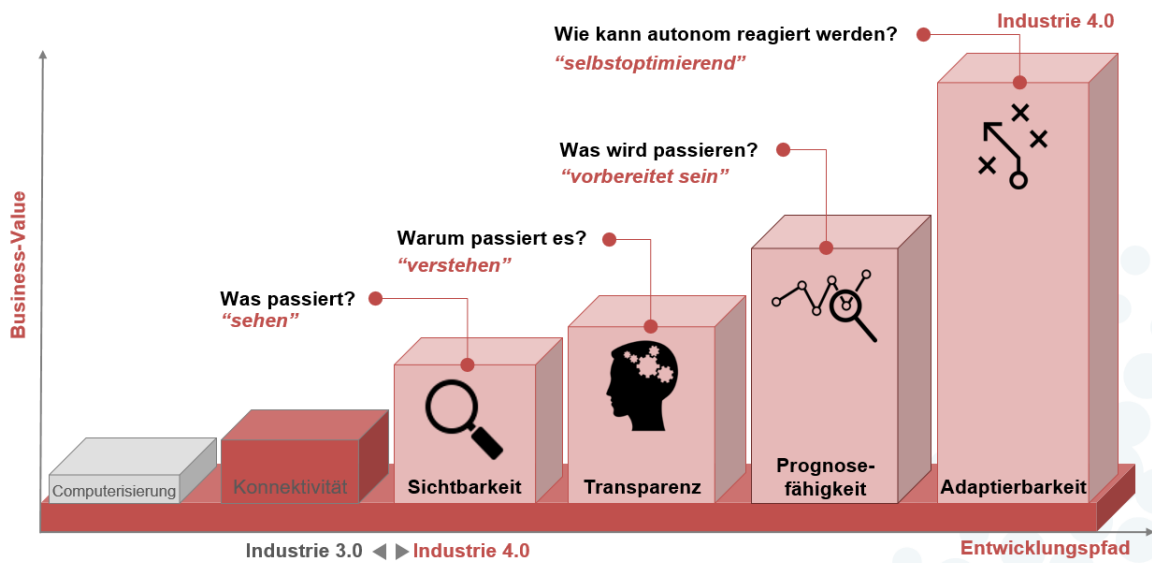 Industrie 4.0
Wie kann autonom reagiert werden?
“selbstoptimierend”
Was wird passieren?
“vorbereitet sein”
Warum passiert es?
“verstehen”
Was passiert?
“sehen”
Business-Value
Computerisierung
Konnektivität
Sichtbarkeit
Transparenz
Prognose-
fähigkeit
Adaptierbarkeit
Industrie 3.0
Industrie 4.0
Entwicklungspfad